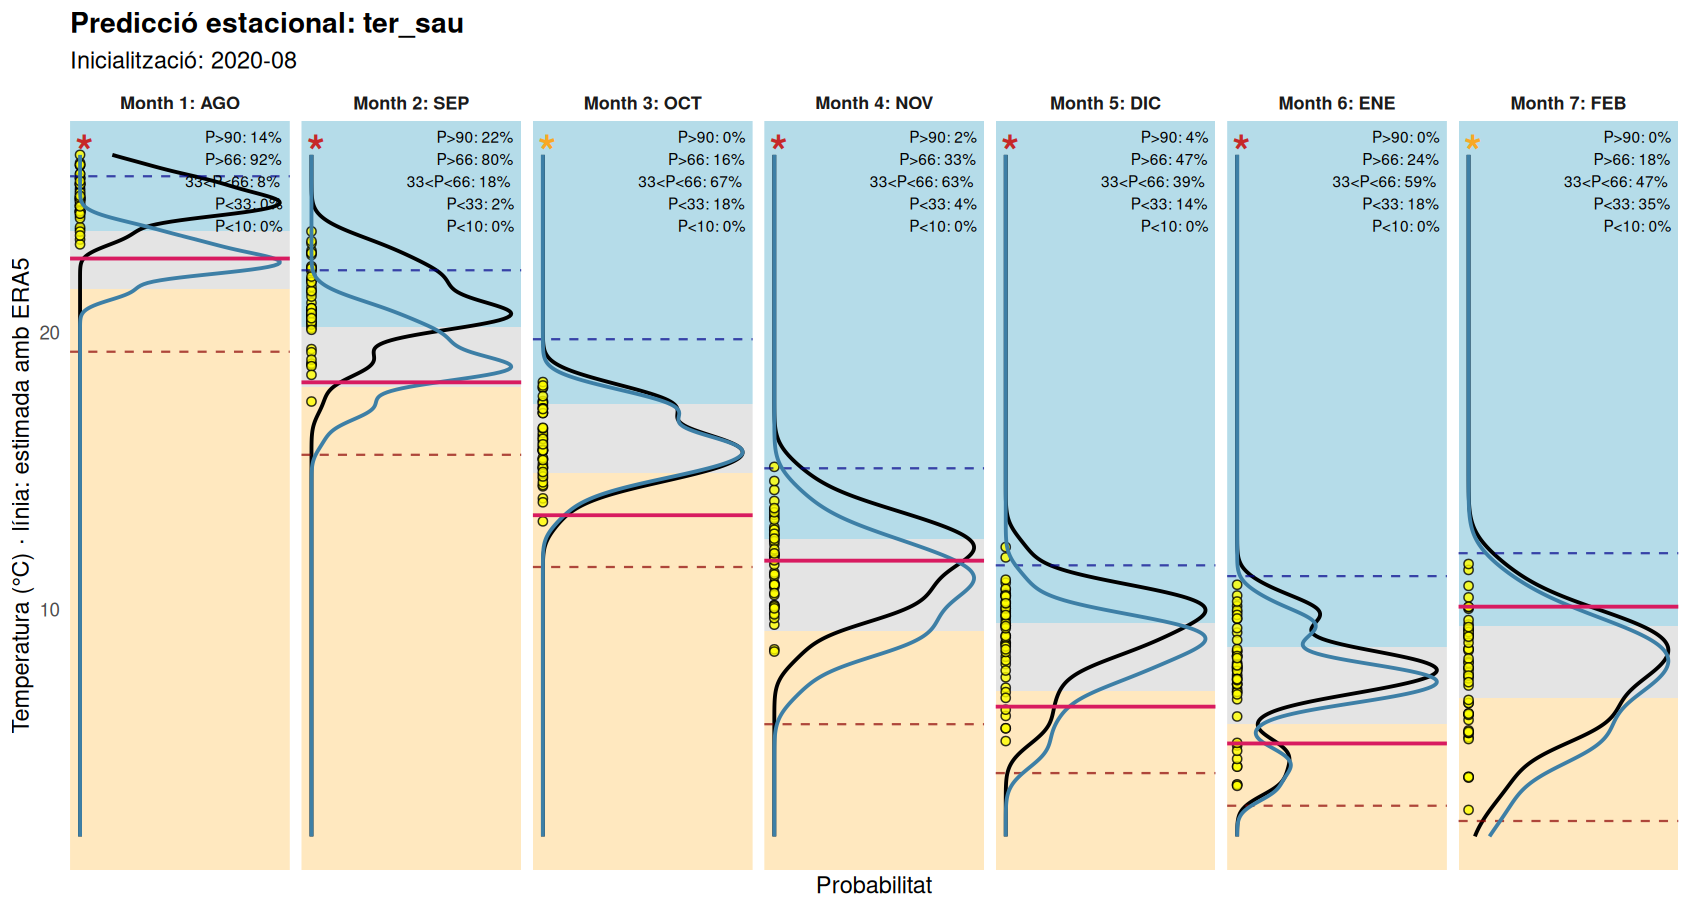 Predicció estacional: ter_sau
Inicialització: 2020-08
Month 1: AGO
Month 2: SEP
Month 3: OCT
Month 4: NOV
Month 5: DIC
Month 6: ENE
Month 7: FEB
P>90: 14%
P>66: 92%
33<P<66: 8%
P<33: 0%
P<10: 0%
P>90: 22%
P>66: 80%
33<P<66: 18%
P<33: 2%
P<10: 0%
P>90: 0%
P>66: 16%
33<P<66: 67%
P<33: 18%
P<10: 0%
P>90: 2%
P>66: 33%
33<P<66: 63%
P<33: 4%
P<10: 0%
P>90: 4%
P>66: 47%
33<P<66: 39%
P<33: 14%
P<10: 0%
P>90: 0%
P>66: 24%
33<P<66: 59%
P<33: 18%
P<10: 0%
P>90: 0%
P>66: 18%
33<P<66: 47%
P<33: 35%
P<10: 0%
Temperatura (°C) · línia: estimada amb ERA5
20
10
Probabilitat